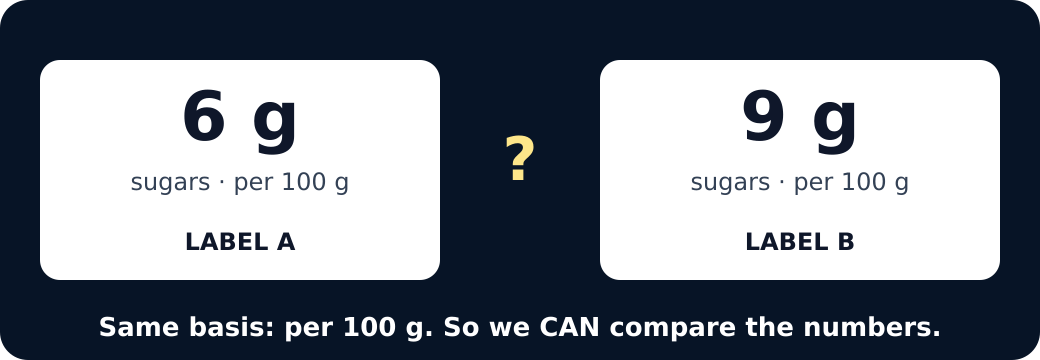 6 g
sugars · per 100 g
LABEL A
?
9 g
sugars · per 100 g
LABEL B
Same basis: per 100 g. So we CAN compare the numbers.